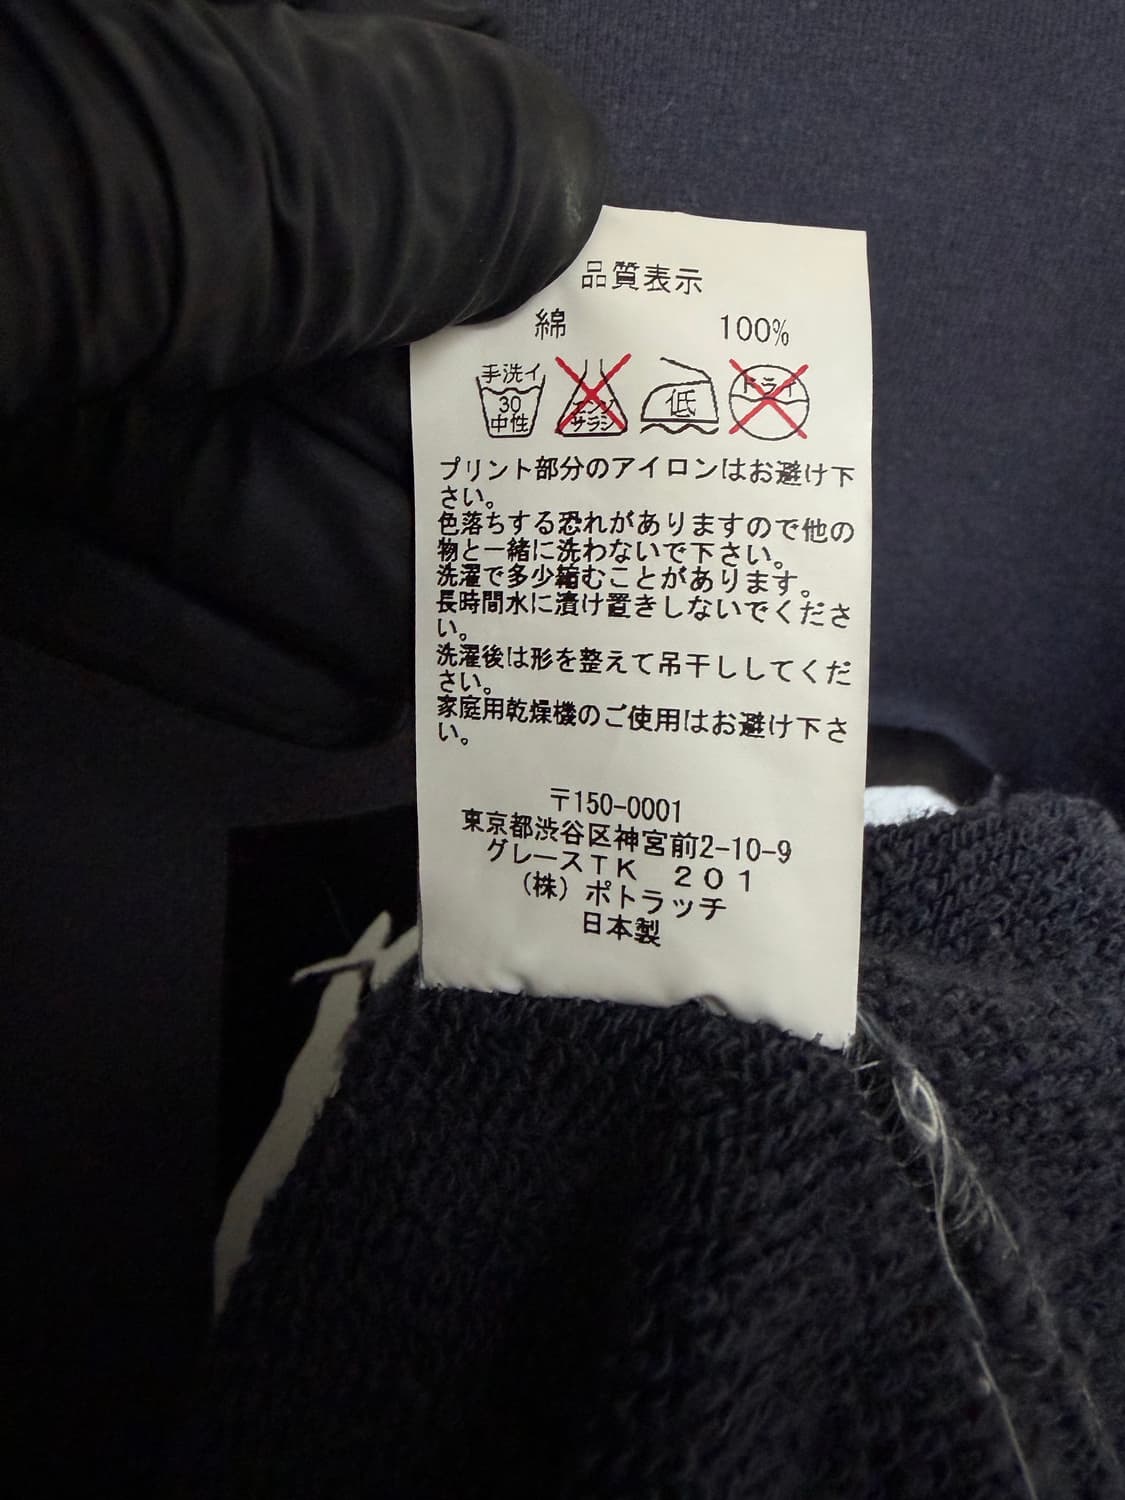 品質表示
綿 100%
手洗イ 30 中性
エンソ サラシ
低
ドライ
プリント部分のアイロンはお避け下
さい。
色落ちする恐れがありますので他の
物と一緒に洗わないで下さい。
洗濯で多少縮むことがあります。
長時間水に漬け置きしないでくださ
い。
洗濯後は形を整えて吊干ししてくだ
さい。
家庭用乾燥機のご使用はお避け下さ
い。
〒150-0001
東京都渋谷区神宮前2-10-9
グレースTK 201
(株)ポトラッチ
日本製